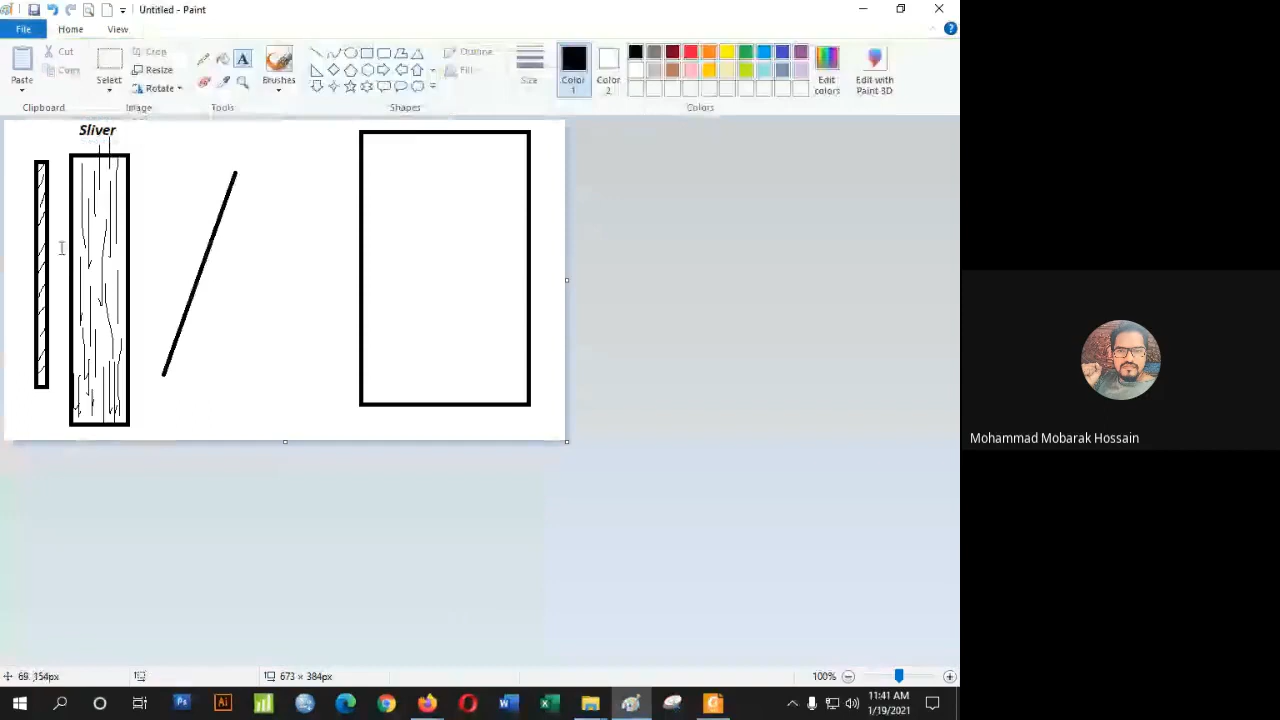 Untitled - Paint
File
Home
View
Paste
Cut
Copy
Clipboard
Select
Crop
Resize
Rotate
Image
A
Tools
Brushes
Shapes
Outline
Fill
Size
Color
1
Color
2
Edit
colors
Colors
Edit with
Paint 3D
Sliver
Mohammad Mobarak Hossain
69, 154px
673 × 384px
100%
11:41 AM
1/19/2021